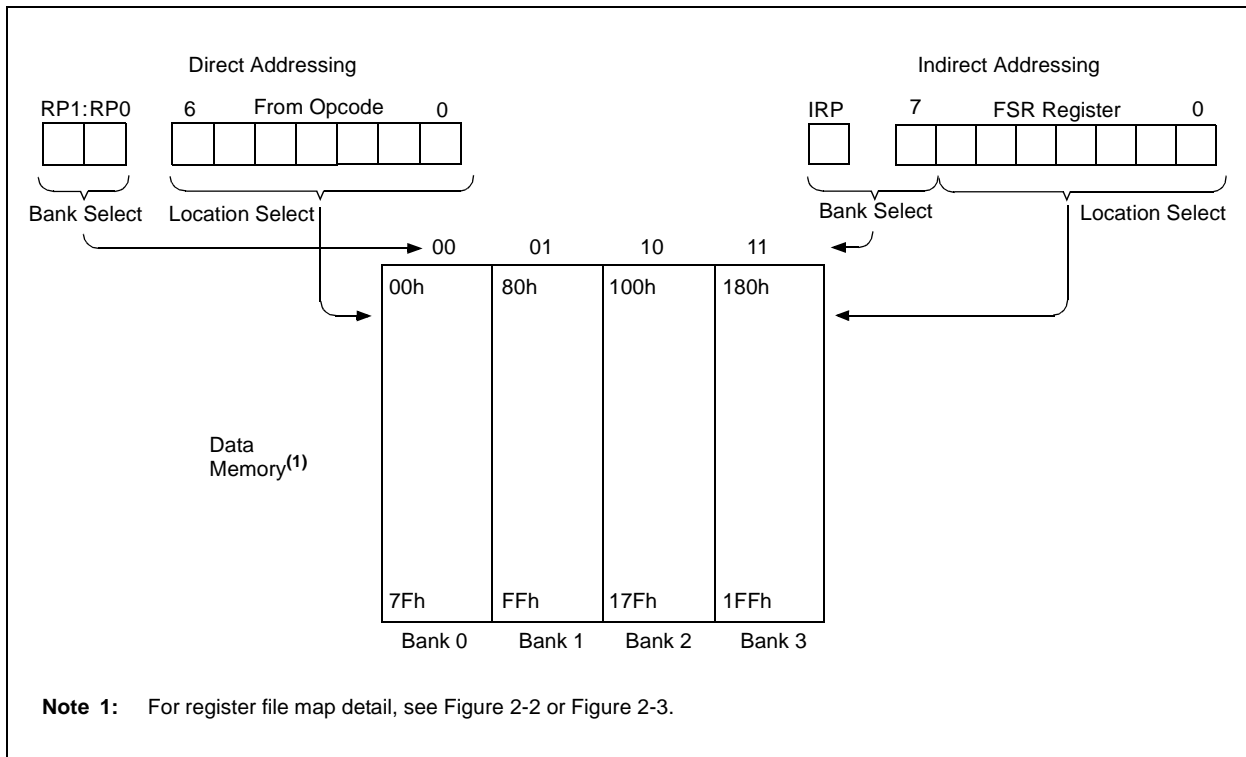 Direct Addressing
Indirect Addressing
RP1:RP0 6 From Opcode 0
IRP 7 FSR Register 0
Bank Select Location Select
Bank Select Location Select
00 01 10 11
00h 80h 100h 180h
Data
Memory(1)
7Fh FFh 17Fh 1FFh
Bank 0 Bank 1 Bank 2 Bank 3
Note 1: For register file map detail, see Figure 2-2 or Figure 2-3.